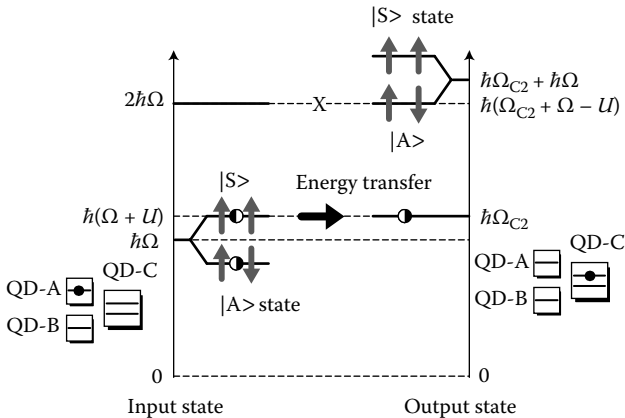 |S> state
2ħΩ
X
ħΩ_C2 + ħΩ
ħ(Ω_C2 + Ω − U)
|A>
|S>
Energy transfer
ħ(Ω + U)
ħΩ_C2
ħΩ
QD-C
QD-A
QD-B
|A> state
QD-C
QD-A
QD-B
0
0
Input state
Output state